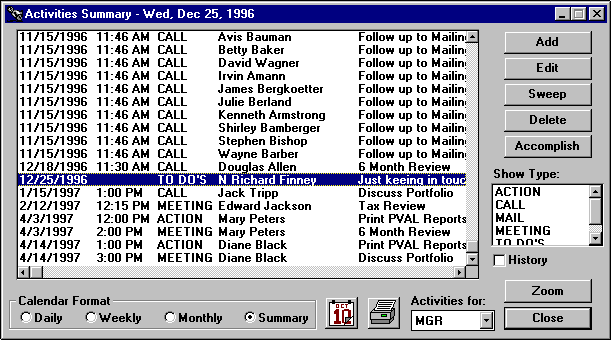 Activities Summary - Wed, Dec 25, 1996
11/15/1996 11:46 AM CALL Avis Bauman Follow up to Mailing
11/15/1996 11:46 AM CALL Betty Baker Follow up to Mailing
11/15/1996 11:46 AM CALL David Wagner Follow up to Mailing
11/15/1996 11:46 AM CALL Irvin Amann Follow up to Mailing
11/15/1996 11:46 AM CALL James Bergkoetter Follow up to Mailing
11/15/1996 11:46 AM CALL Julie Berland Follow up to Mailing
11/15/1996 11:46 AM CALL Kenneth Armstrong Follow up to Mailing
11/15/1996 11:46 AM CALL Shirley Bamberger Follow up to Mailing
11/15/1996 11:46 AM CALL Stephen Bishop Follow up to Mailing
11/15/1996 11:46 AM CALL Wayne Barber Follow up to Mailing
12/18/1996 11:30 AM CALL Douglas Allen 6 Month Review
12/25/1996 TO DO'S N Richard Finney Just keeing in touc
1/15/1997 1:00 PM CALL Jack Tripp Discuss Portfolio
2/12/1997 12:15 PM MEETING Edward Jackson Tax Review
4/3/1997 12:00 PM ACTION Mary Peters Print PVAL Reports
4/3/1997 2:00 PM MEETING Mary Peters 6 Month Review
4/14/1997 1:00 PM ACTION Diane Black Print PVAL Reports
4/14/1997 3:00 PM MEETING Diane Black Discuss Portfolio
Add
Edit
Sweep
Delete
Accomplish
Show Type:
ACTION
CALL
MAIL
MEETING
TO DO'S
History
Zoom
Close
Calendar Format
Daily Weekly Monthly Summary
OCT
12
Activities for:
MGR